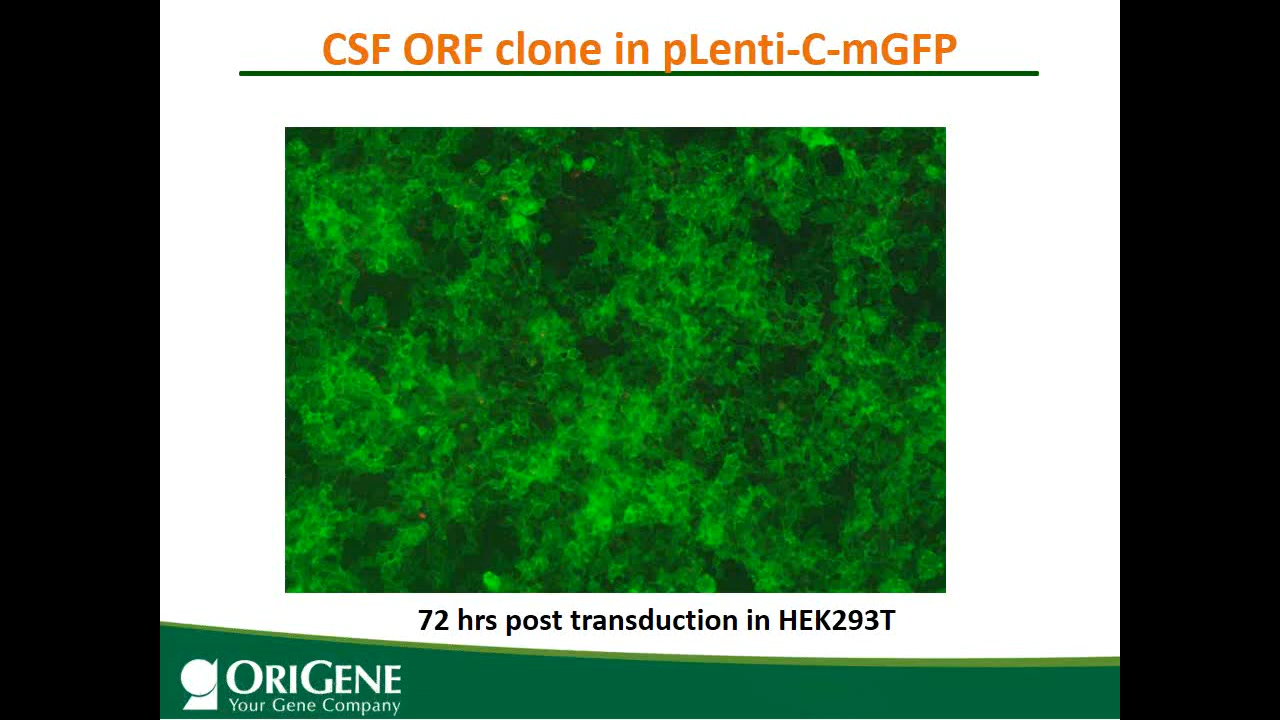 CSF ORF clone in pLenti-C-mGFP
72 hrs post transduction in HEK293T
ORIGENE
Your Gene Company